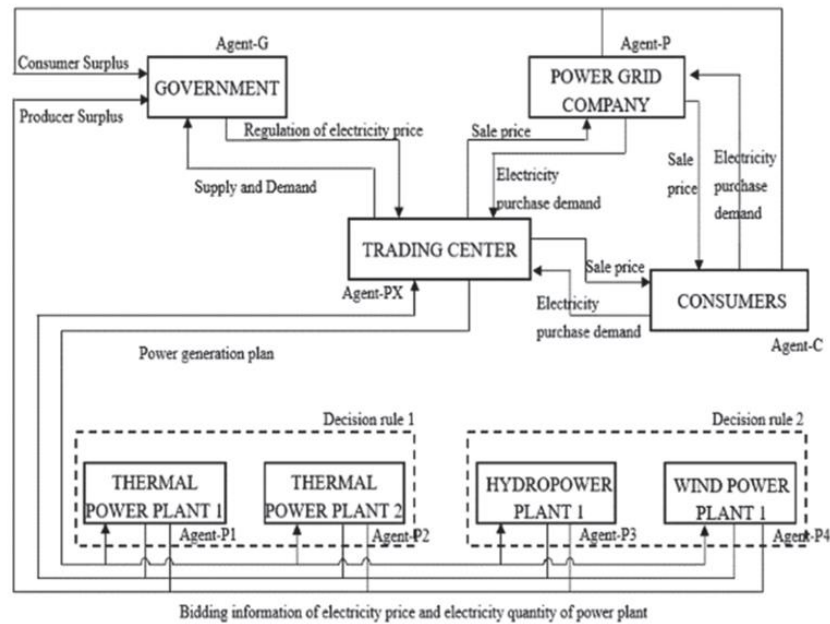 Agent-G
Agent-P
Consumer Surplus
GOVERNMENT
POWER GRID
COMPANY
Producer Surplus
Regulation of electricity price
Sale price
Supply and Demand
Electricity
purchase demand
Sale
price
Electricity
purchase
demand
TRADING CENTER
Agent-PX
Sale price
CONSUMERS
Electricity
purchase demand
Agent-C
Power generation plan
Decision rule 1
Decision rule 2
THERMAL
POWER PLANT 1
Agent-P1
THERMAL
POWER PLANT 2
Agent-P2
HYDROPOWER
PLANT 1
Agent-P3
WIND POWER
PLANT 1
Agent-P4
Bidding information of electricity price and electricity quantity of power plant